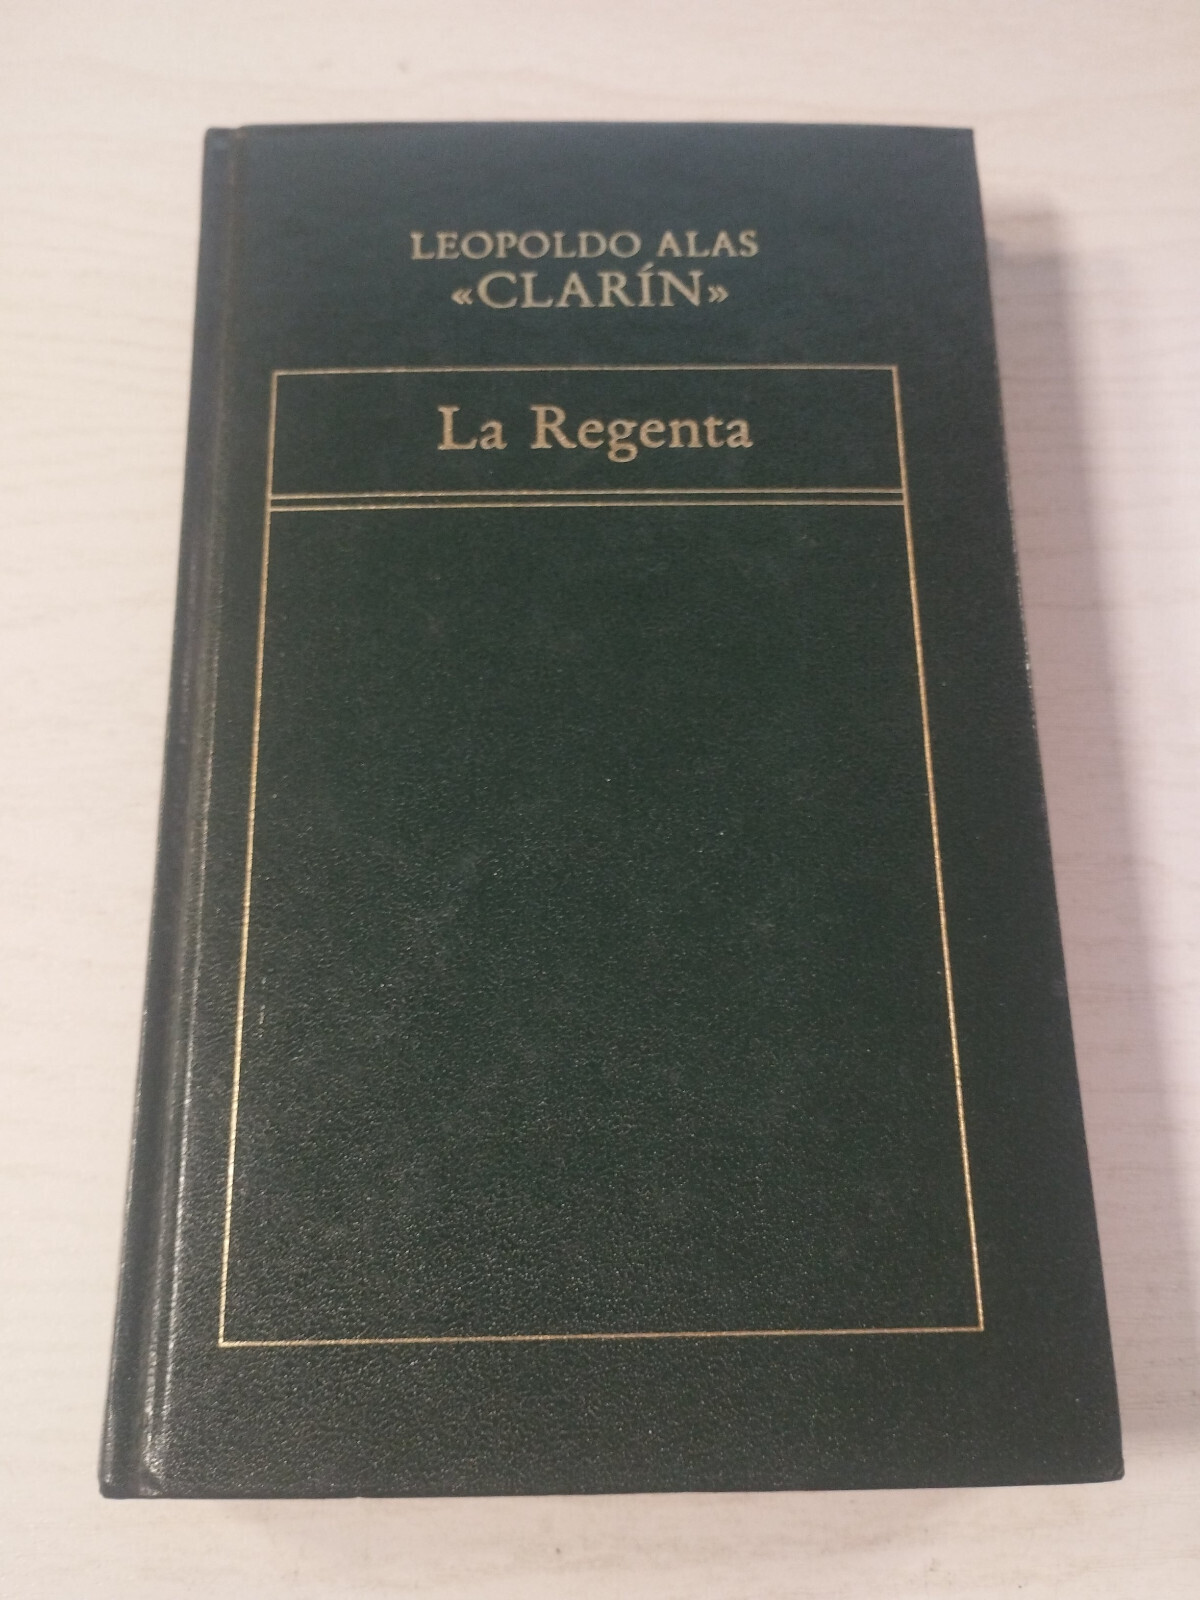 LEOPOLDO ALAS
«CLARÍN»
La Regenta